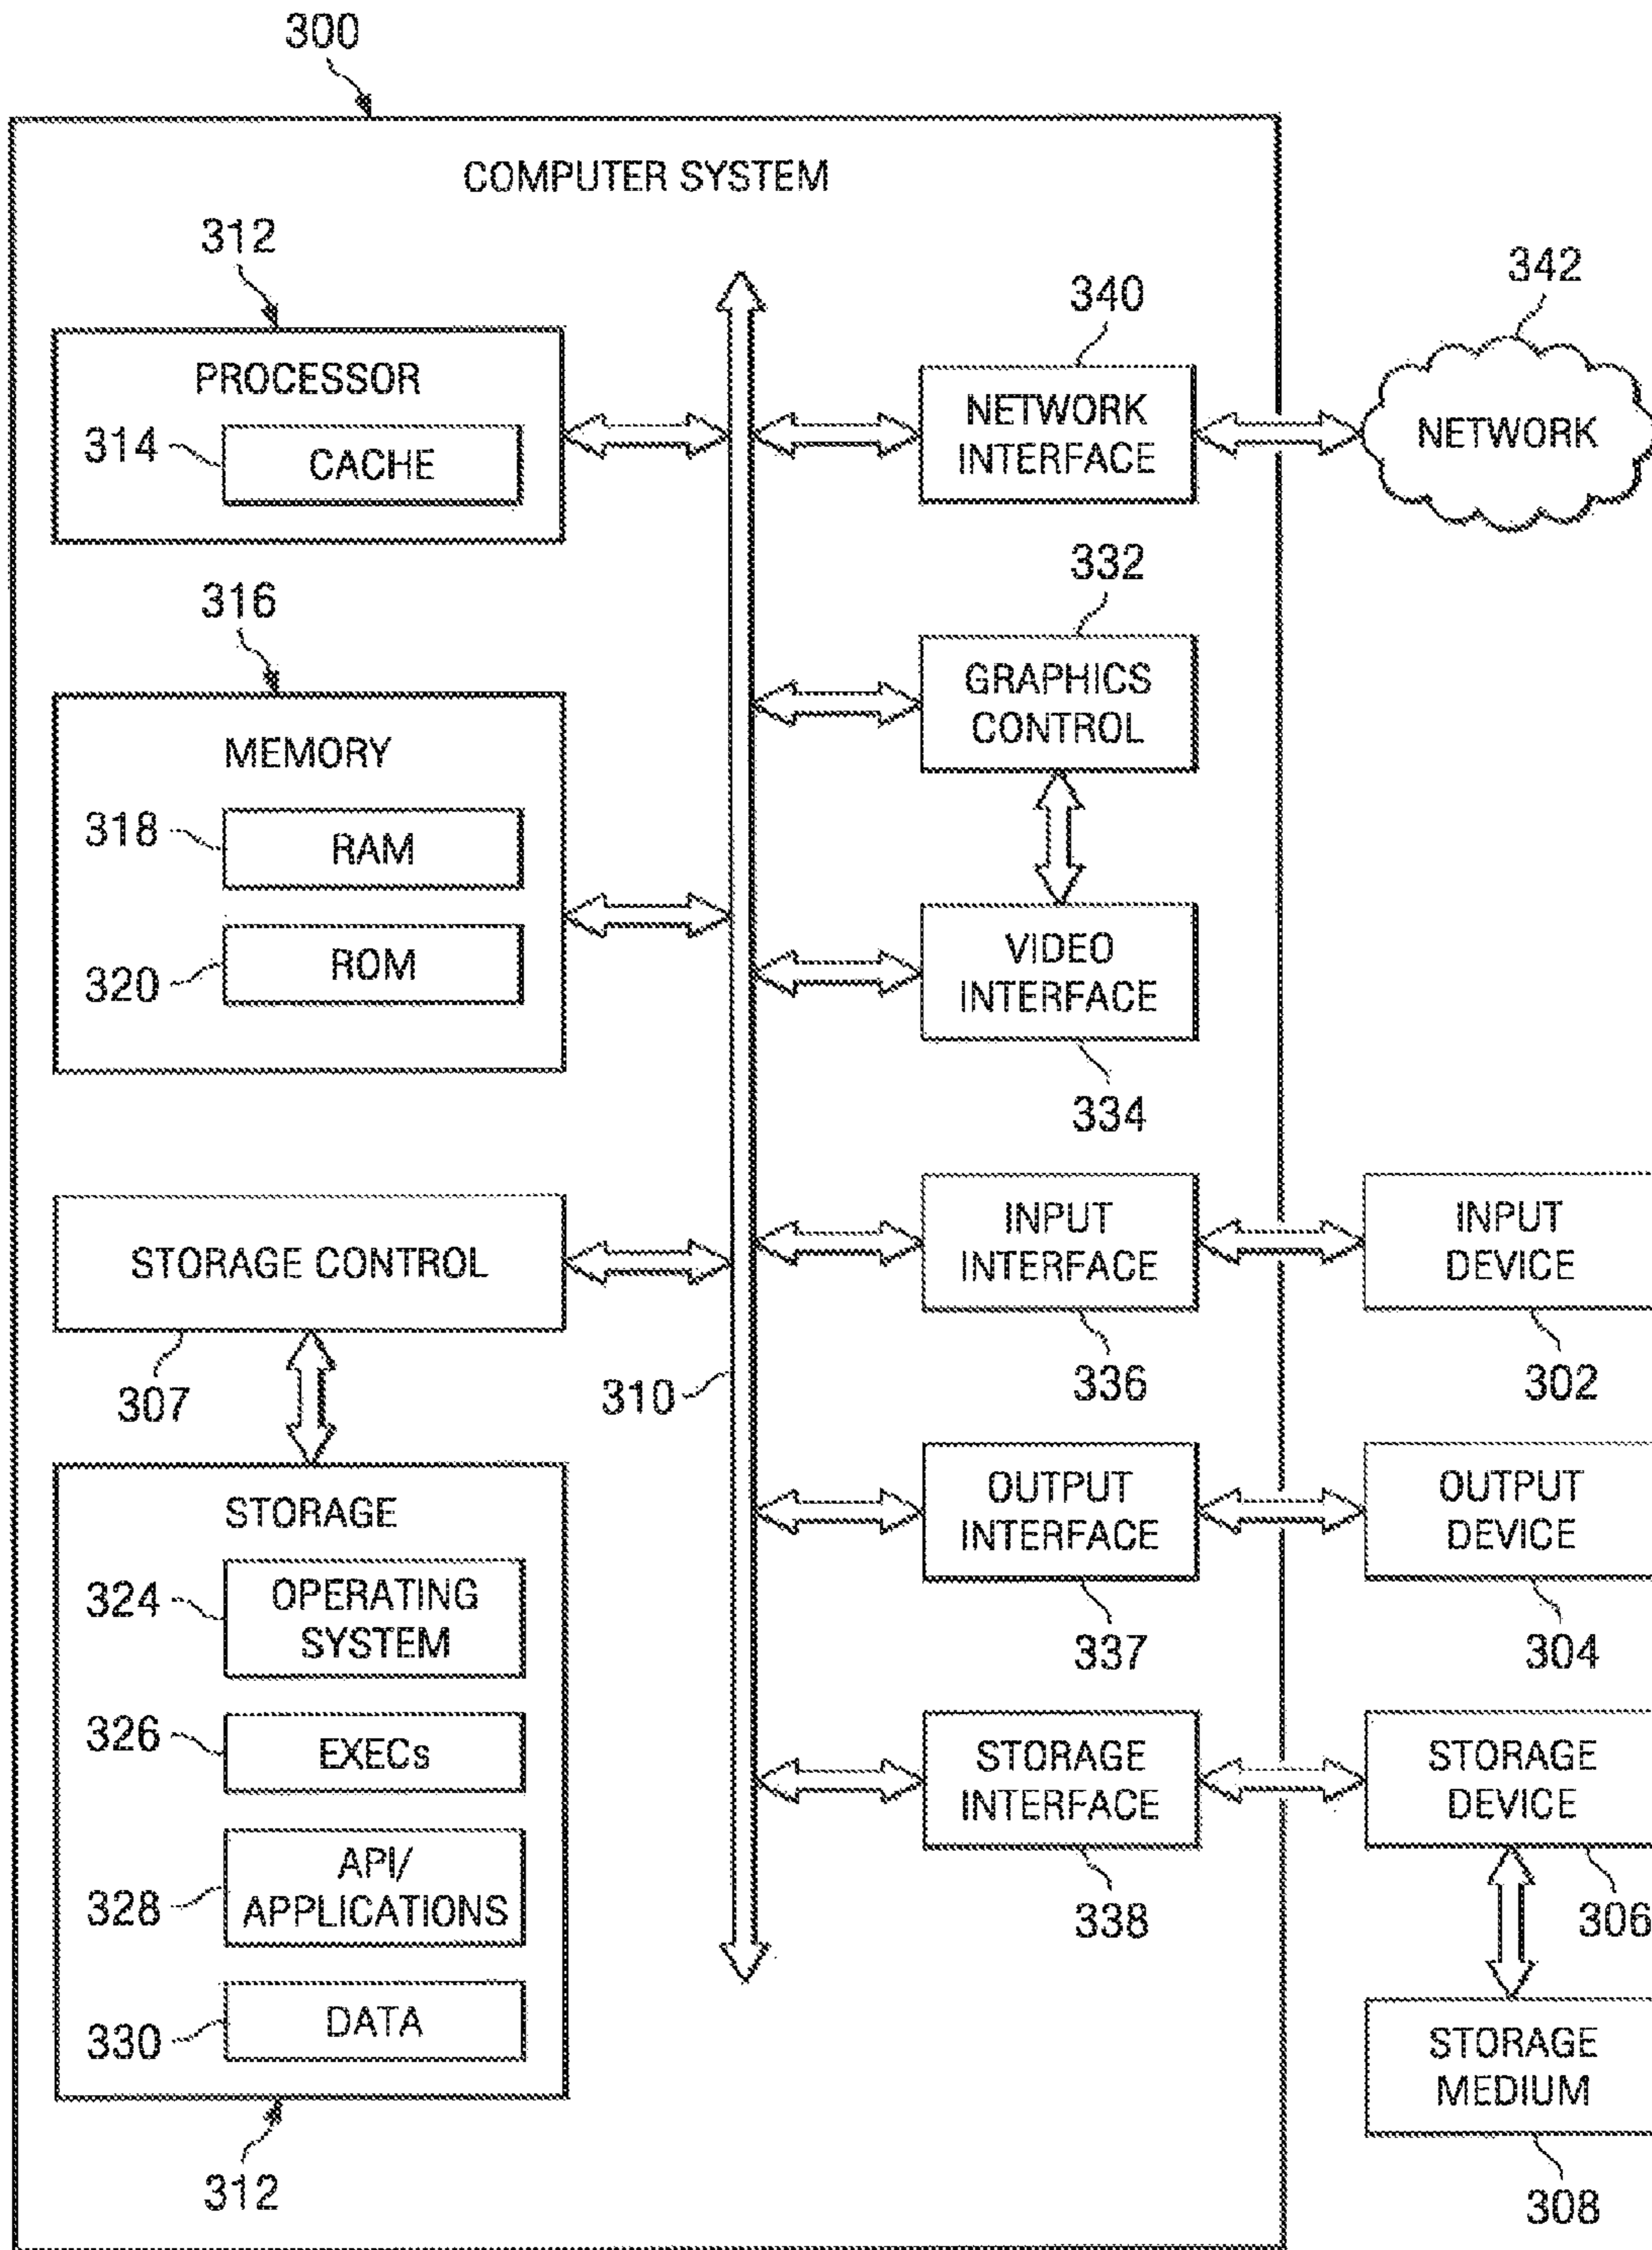 300
COMPUTER SYSTEM
312
PROCESSOR
314
CACHE
340
NETWORK
INTERFACE
342
NETWORK
316
MEMORY
318
RAM
320
ROM
332
GRAPHICS
CONTROL
VIDEO
INTERFACE
334
STORAGE CONTROL
307
310
INPUT
INTERFACE
336
INPUT
DEVICE
302
STORAGE
324
OPERATING
SYSTEM
326
EXECs
328
API/
APPLICATIONS
330
DATA
312
OUTPUT
INTERFACE
337
OUTPUT
DEVICE
304
STORAGE
INTERFACE
338
STORAGE
DEVICE
306
STORAGE
MEDIUM
308